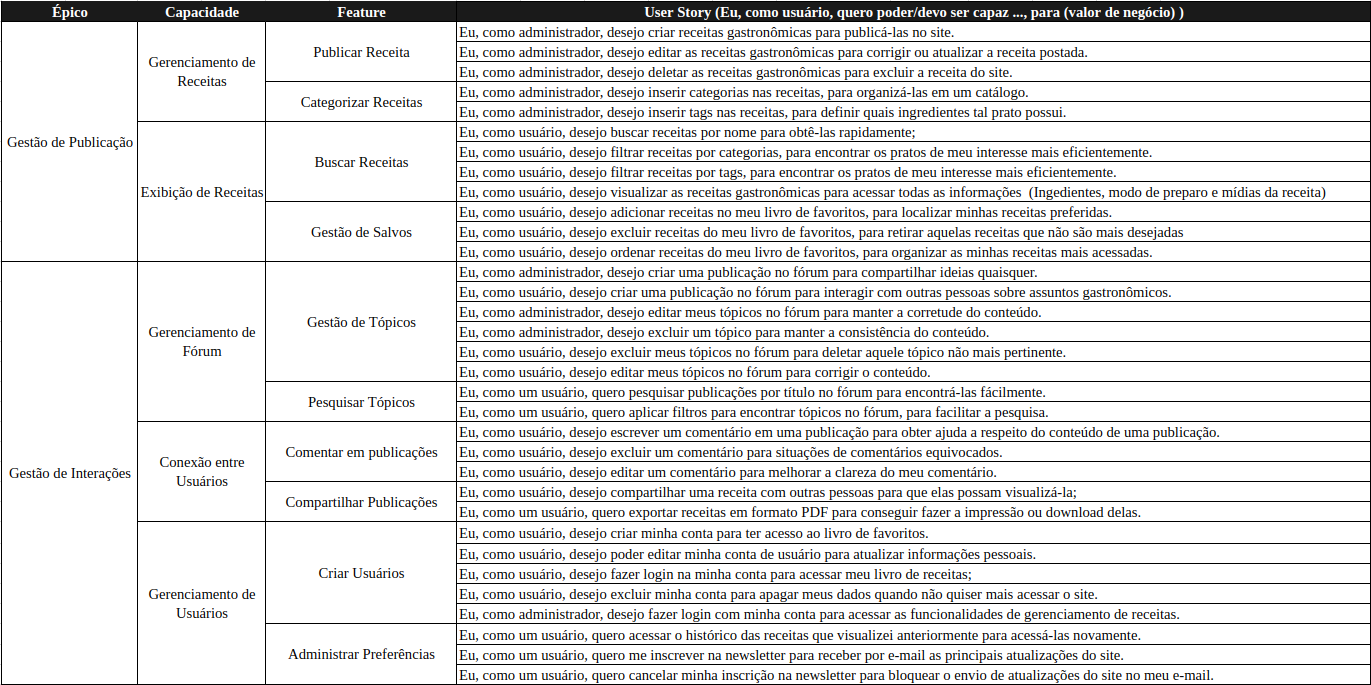 Épico Capacidade Feature User Story (Eu, como usuário, quero poder/devo ser capaz ..., para (valor de negócio) )
Gestão de Publicação
Gerenciamento de
Receitas
Publicar Receita
Eu, como administrador, desejo criar receitas gastronômicas para publicá-las no site.
Eu, como administrador, desejo editar as receitas gastronômicas para corrigir ou atualizar a receita postada.
Eu, como administrador, desejo deletar as receitas gastronômicas para excluir a receita do site.
Categorizar Receitas
Eu, como administrador, desejo inserir categorias nas receitas, para organizá-las em um catálogo.
Eu, como administrador, desejo inserir tags nas receitas, para definir quais ingredientes tal prato possui.
Exibição de Receitas
Buscar Receitas
Eu, como usuário, desejo buscar receitas por nome para obtê-las rapidamente;
Eu, como usuário, desejo filtrar receitas por categorias, para encontrar os pratos de meu interesse mais eficientemente.
Eu, como usuário, desejo filtrar receitas por tags, para encontrar os pratos de meu interesse mais eficientemente.
Eu, como usuário, desejo visualizar as receitas gastronômicas para acessar todas as informações (Ingedientes, modo de preparo e mídias da receita)
Gestão de Salvos
Eu, como usuário, desejo adicionar receitas no meu livro de favoritos, para localizar minhas receitas preferidas.
Eu, como usuário, desejo excluir receitas do meu livro de favoritos, para retirar aquelas receitas que não são mais desejadas
Eu, como usuário, desejo ordenar receitas do meu livro de favoritos, para organizar as minhas receitas mais acessadas.
Gestão de Interações
Gerenciamento de
Fórum
Gestão de Tópicos
Eu, como administrador, desejo criar uma publicação no fórum para compartilhar ideias quaisquer.
Eu, como usuário, desejo criar uma publicação no fórum para interagir com outras pessoas sobre assuntos gastronômicos.
Eu, como administrador, desejo editar meus tópicos no fórum para manter a corretude do conteúdo.
Eu, como administrador, desejo excluir um tópico para manter a consistência do conteúdo.
Eu, como usuário, desejo excluir meus tópicos no fórum para deletar aquele tópico não mais pertinente.
Eu, como usuário, desejo editar meus tópicos no fórum para corrigir o conteúdo.
Pesquisar Tópicos
Eu, como um usuário, quero pesquisar publicações por título no fórum para encontrá-las fácilmente.
Eu, como um usuário, quero aplicar filtros para encontrar tópicos no fórum, para facilitar a pesquisa.
Conexão entre
Usuários
Comentar em publicações
Eu, como usuário, desejo escrever um comentário em uma publicação para obter ajuda a respeito do conteúdo de uma publicação.
Eu, como usuário, desejo excluir um comentário para situações de comentários equivocados.
Eu, como usuário, desejo editar um comentário para melhorar a clareza do meu comentário.
Compartilhar Publicações
Eu, como usuário, desejo compartilhar uma receita com outras pessoas para que elas possam visualizá-la;
Eu, como um usuário, quero exportar receitas em formato PDF para conseguir fazer a impressão ou download delas.
Gerenciamento de
Usuários
Criar Usuários
Eu, como usuário, desejo criar minha conta para ter acesso ao livro de favoritos.
Eu, como usuário, desejo poder editar minha conta de usuário para atualizar informações pessoais.
Eu, como usuário, desejo fazer login na minha conta para acessar meu livro de receitas;
Eu, como usuário, desejo excluir minha conta para apagar meus dados quando não quiser mais acessar o site.
Eu, como administrador, desejo fazer login com minha conta para acessar as funcionalidades de gerenciamento de receitas.
Administrar Preferências
Eu, como um usuário, quero acessar o histórico das receitas que visualizei anteriormente para acessá-las novamente.
Eu, como um usuário, quero me inscrever na newsletter para receber por e-mail as principais atualizações do site.
Eu, como um usuário, quero cancelar minha inscrição na newsletter para bloquear o envio de atualizações do site no meu e-mail.